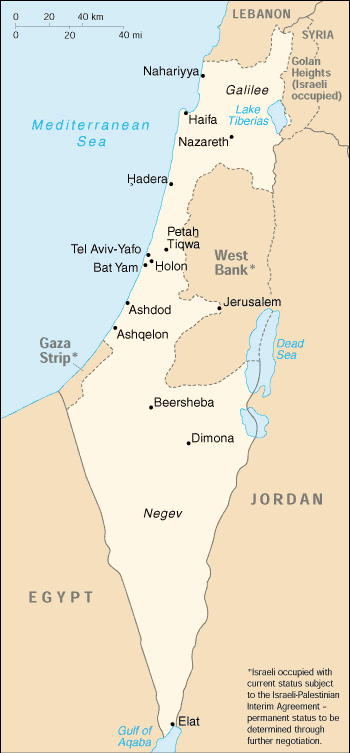 LEBANON
0 20 40 km
0 20 40 mi
SYRIA
Nahariyya
Galilee
Golan
Heights
(Israeli
occupied)
Lake
Tiberias
Haifa
Mediterranean
Sea
Nazareth
Ḥadera
Petaḥ
Tiqwa
Tel Aviv-Yafo
Bat Yam
Ḥolon
West
Bank*
Jerusalem
Ashdod
Ashqelon
Gaza
Strip*
Dead
Sea
Beersheba
Dimona
Negev
JORDAN
EGYPT
*Israeli occupied with
current status subject
to the Israeli-Palestinian
Interim Agreement –
permanent status to be
determined through
further negotiation.
Elat
Gulf of
Aqaba